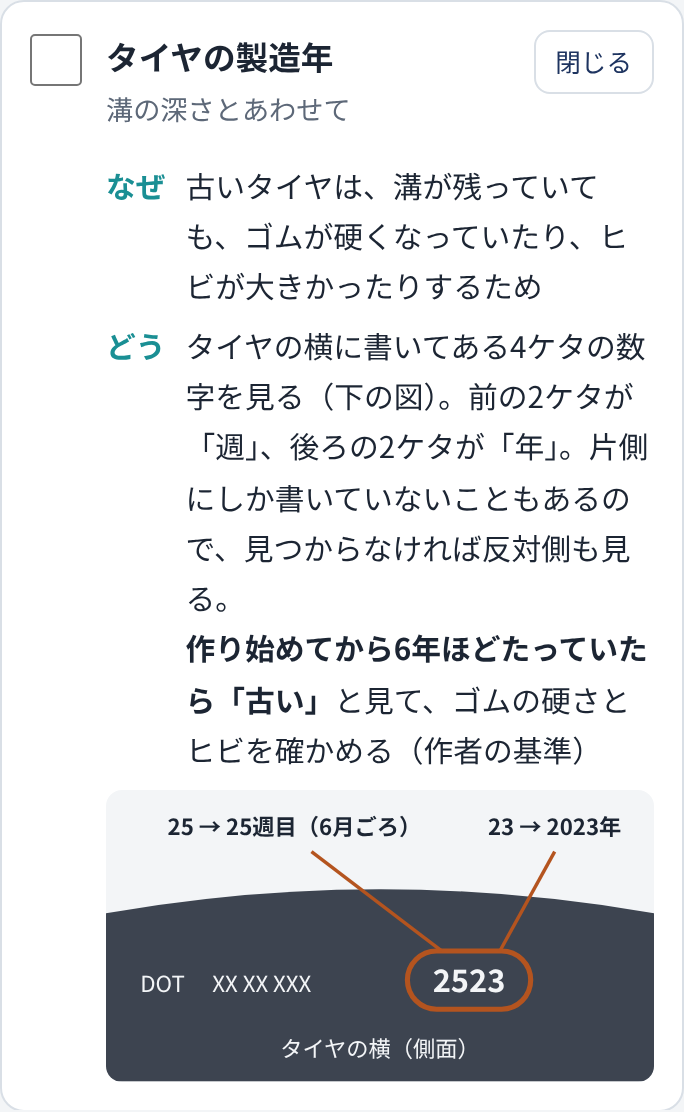 タイヤの製造年
閉じる
溝の深さとあわせて
なぜ
古いタイヤは、溝が残っていて
も、ゴムが硬くなっていたり、ヒ
ビが大きかったりするため
どう
タイヤの横に書いてある4ケタの数
字を見る（下の図）。前の2ケタが
「週」、後ろの2ケタが「年」。片側
にしか書いていないこともあるの
で、見つからなければ反対側も見
る。
作り始めてから6年ほどたっていた
ら「古い」と見て、ゴムの硬さと
ヒビを確かめる（作者の基準）
25 → 25週目（6月ごろ）
23 → 2023年
DOT XX XX XXX
2523
タイヤの横（側面）